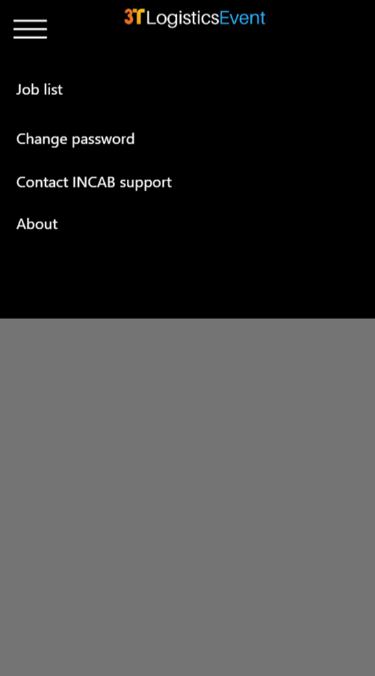 3T LogisticsEvent
Job list
Change password
Contact INCAB support
About